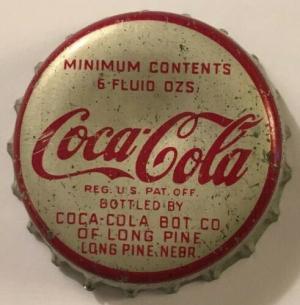 MINIMUM CONTENTS
6-FLUID OZS.
Coca-Cola
REG. U.S. PAT. OFF.
BOTTLED BY
COCA-COLA BOT. CO.
OF LONG PINE
LONG PINE, NEBR.